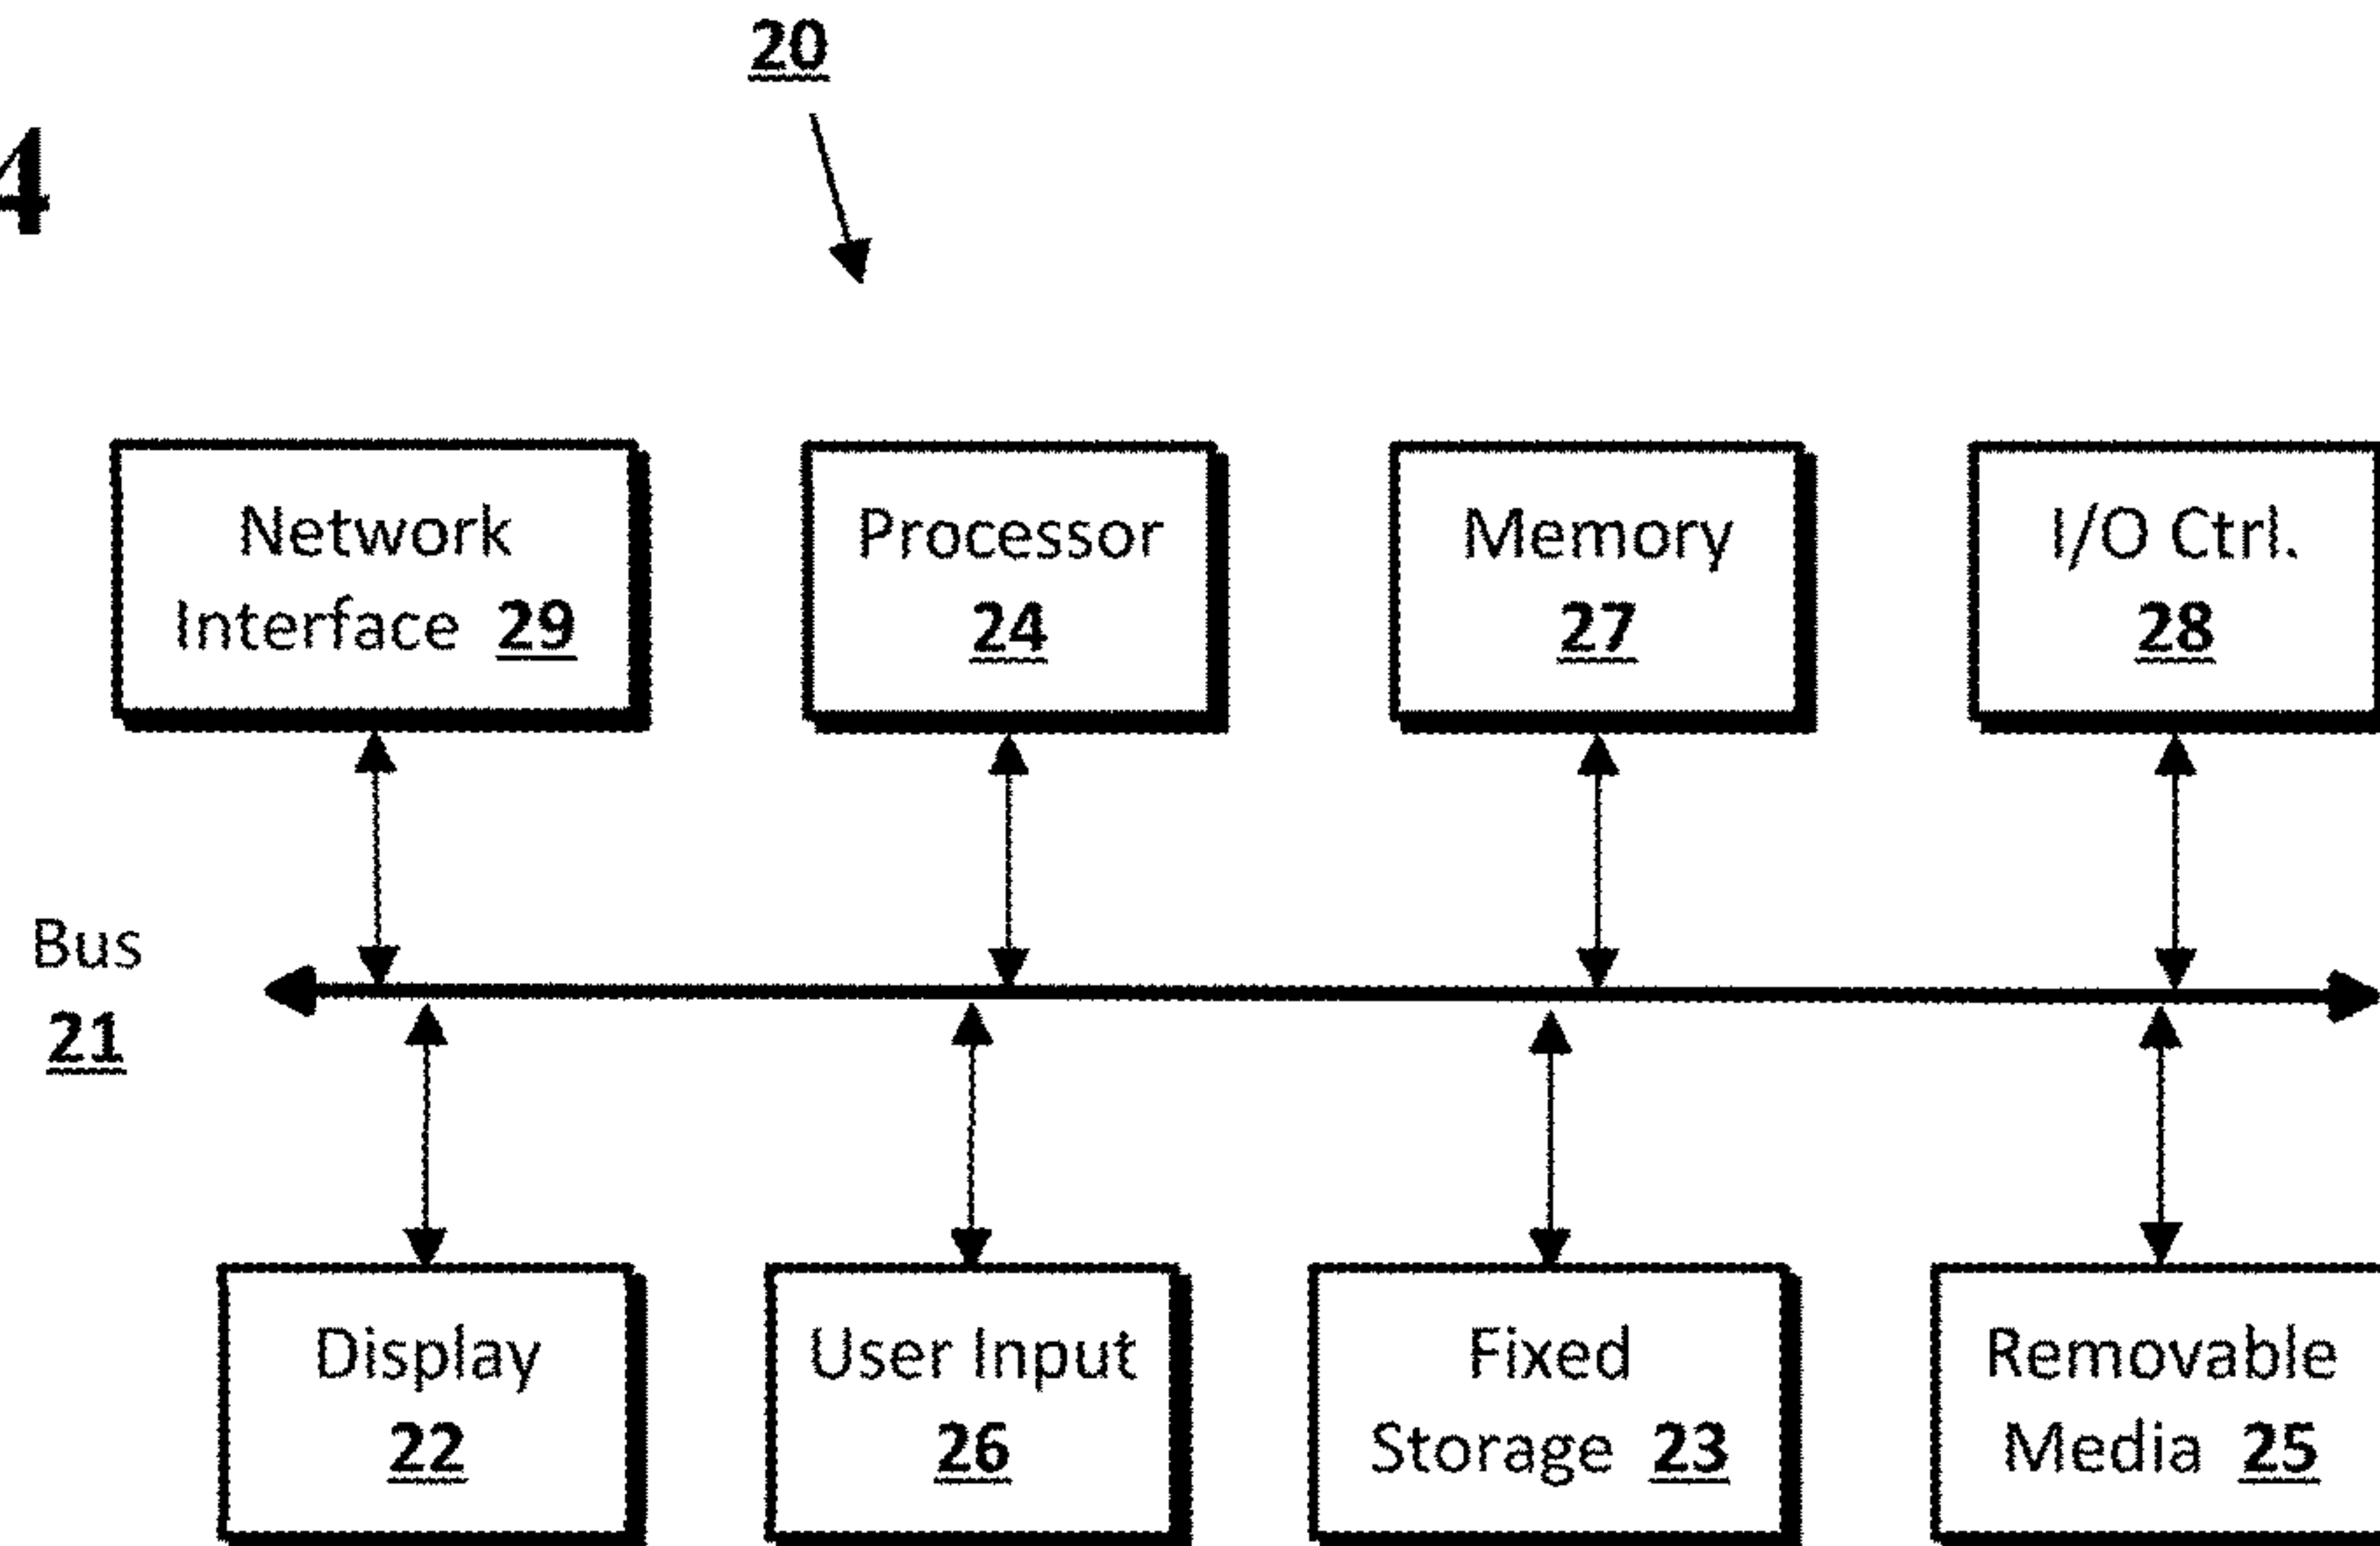 20
4
Network
Interface 29
Processor
24
Memory
27
I/O Ctrl.
28
Bus
21
Display
22
User Input
26
Fixed
Storage 23
Removable
Media 25